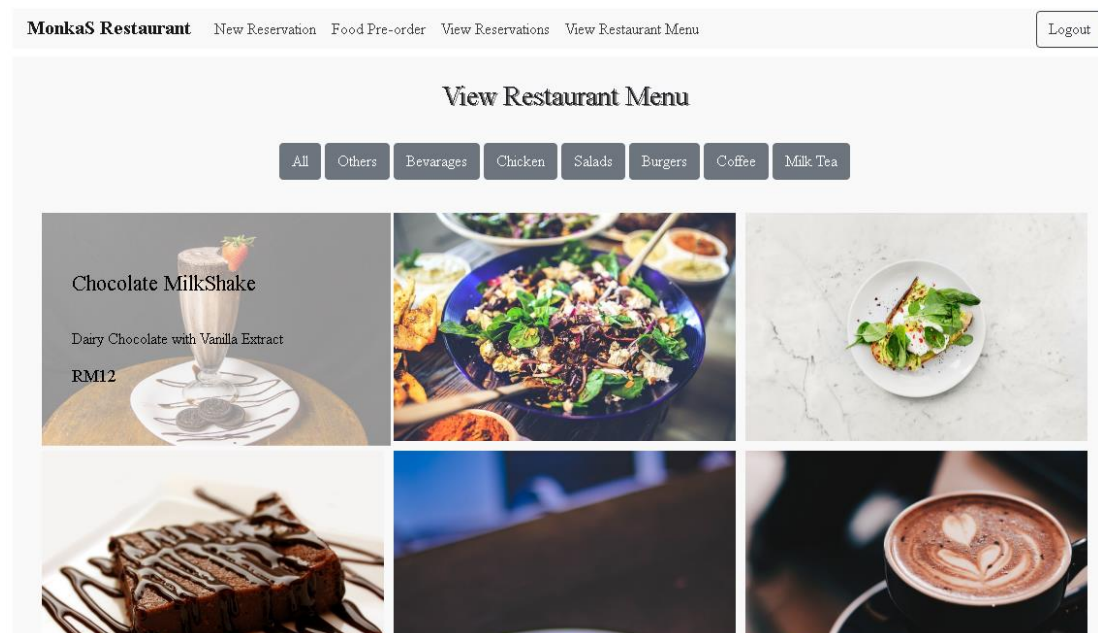 MonkaS Restaurant New Reservation Food Pre-order View Reservations View Restaurant Menu Logout
View Restaurant Menu
All Others Bevarages Chicken Salads Burgers Coffee Milk Tea
Chocolate MilkShake
Dairy Chocolate with Vanilla Extract
RM12